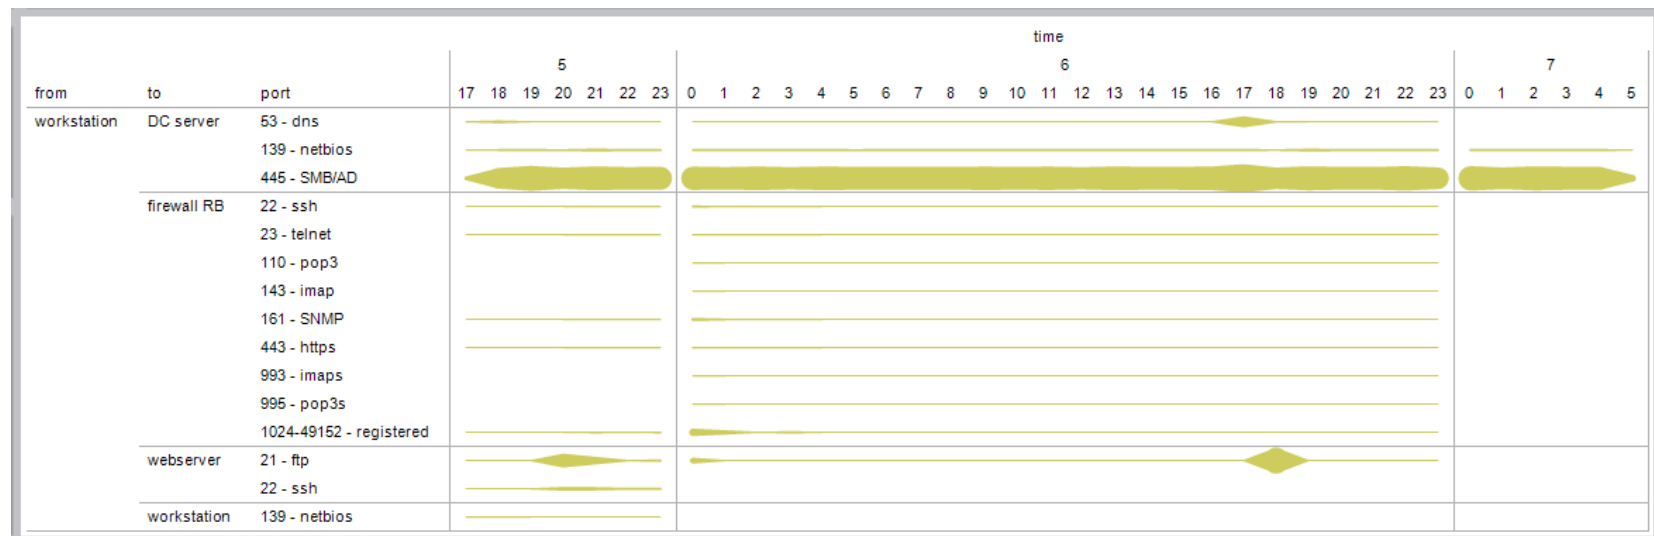 time
5 6 7
from to port 17 18 19 20 21 22 23 0 1 2 3 4 5 6 7 8 9 10 11 12 13 14 15 16 17 18 19 20 21 22 23 0 1 2 3 4 5
workstation DC server 53 - dns
139 - netbios
445 - SMB/AD
firewall RB 22 - ssh
23 - telnet
110 - pop3
143 - imap
161 - SNMP
443 - https
993 - imaps
995 - pop3s
1024-49152 - registered
webserver 21 - ftp
22 - ssh
workstation 139 - netbios